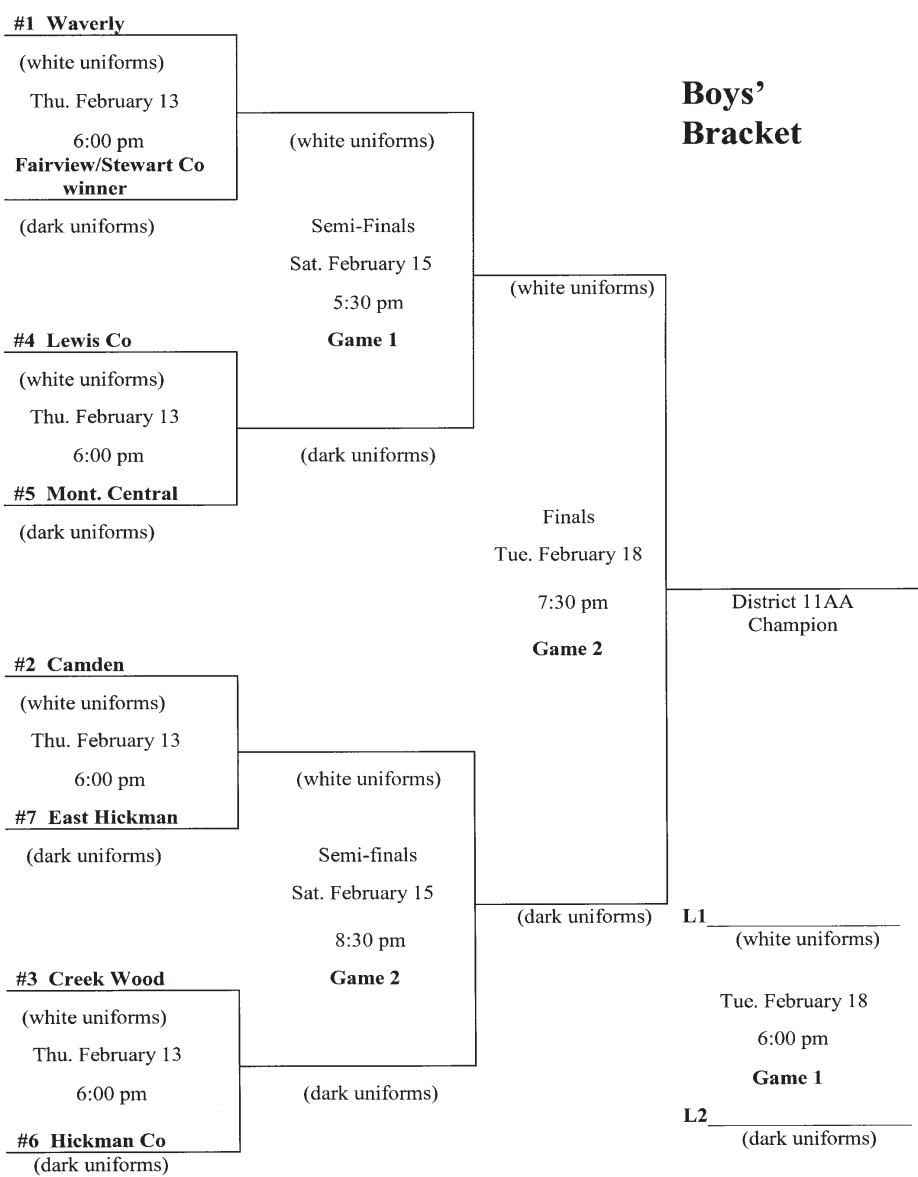 #1 Waverly
(white uniforms)
Thu. February 13
6:00 pm
Fairview/Stewart Co
winner
(dark uniforms)
#4 Lewis Co
(white uniforms)
Thu. February 13
6:00 pm
#5 Mont. Central
(dark uniforms)
#2 Camden
(white uniforms)
Thu. February 13
6:00 pm
#7 East Hickman
(dark uniforms)
#3 Creek Wood
(white uniforms)
Thu. February 13
6:00 pm
#6 Hickman Co
(dark uniforms)
(white uniforms)
Semi-Finals
Sat. February 15
5:30 pm
Game 1
(dark uniforms)
(white uniforms)
Semi-finals
Sat. February 15
8:30 pm
Game 2
(dark uniforms)
(white uniforms)
Finals
Tue. February 18
7:30 pm
Game 2
(dark uniforms)
Boys'
Bracket
District 11AA
Champion
L1
(white uniforms)
Tue. February 18
6:00 pm
Game 1
L2
(dark uniforms)